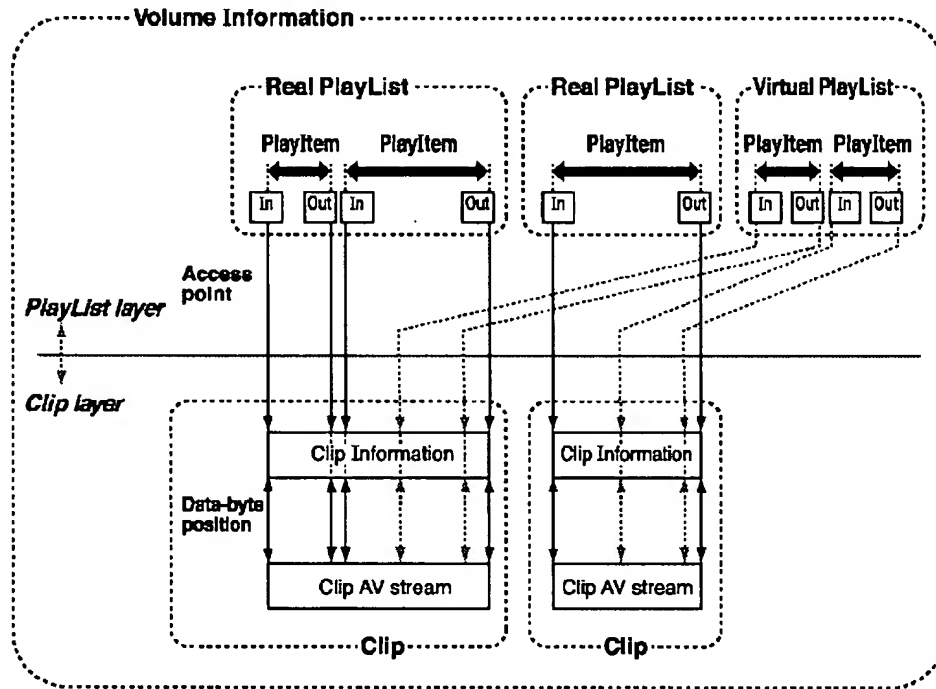 Volume Information
Real PlayList Real PlayList Virtual PlayList
PlayItem PlayItem PlayItem PlayItem PlayItem
In Out In Out In Out In Out In Out
Access
point
PlayList layer
Clip layer
Clip Information Clip Information
Data-byte
position
Clip AV stream Clip AV stream
Clip Clip